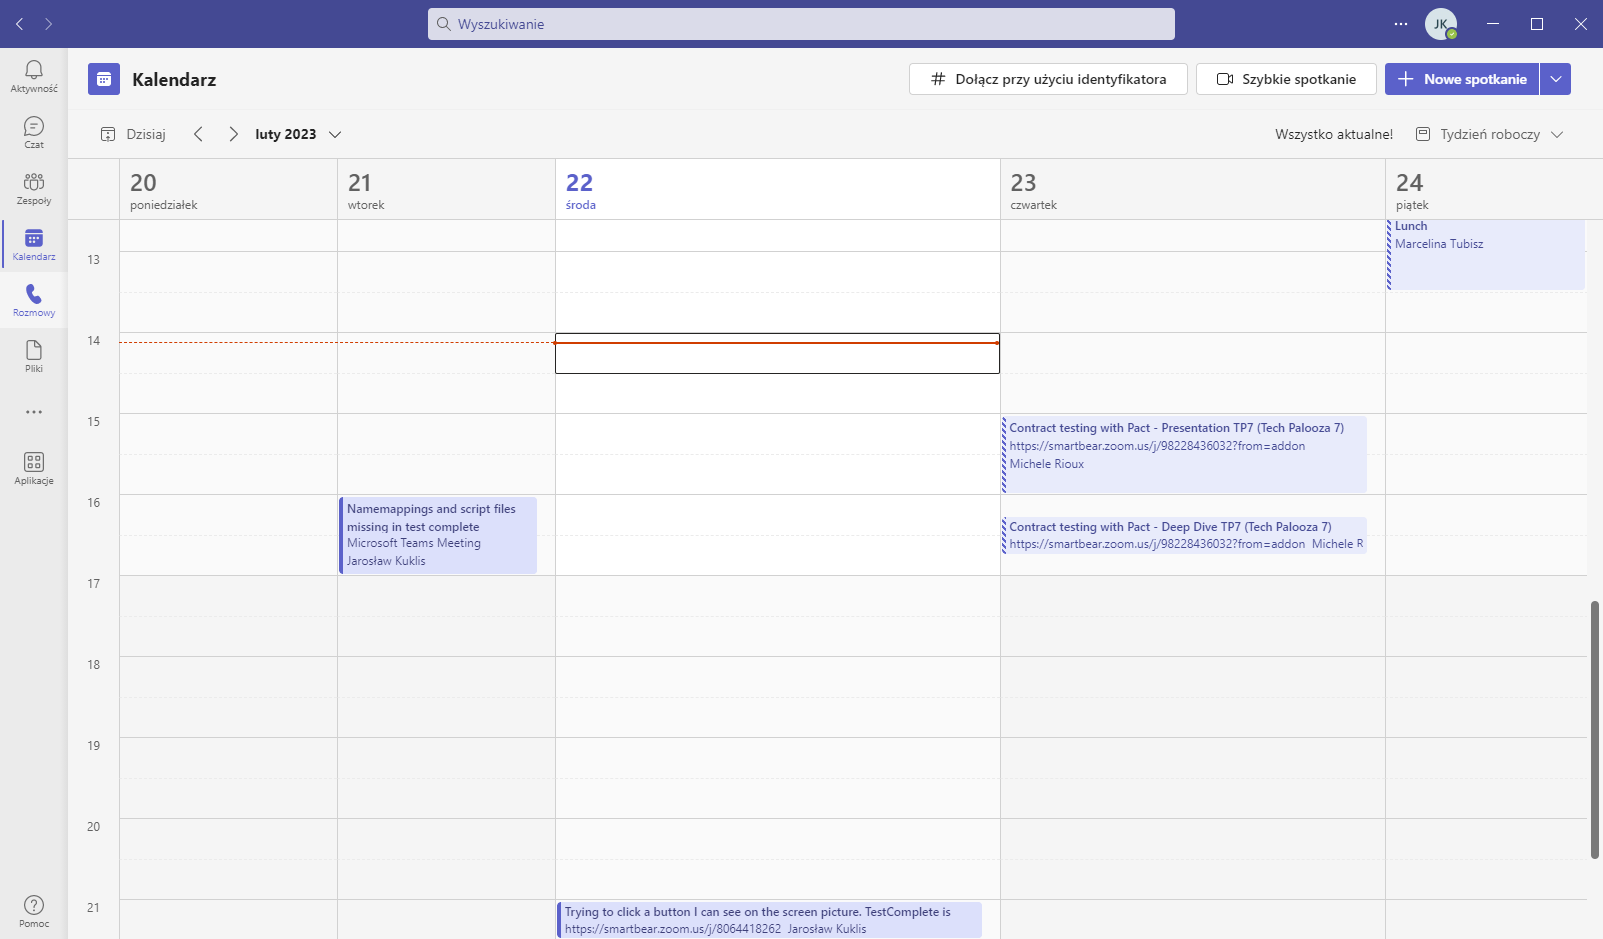 Wyszukiwanie
JK
Aktywność
Czat
Zespoły
Kalendarz
Rozmowy
Pliki
Aplikacje
Pomoc
Kalendarz
Dołącz przy użyciu identyfikatora
Szybkie spotkanie
Nowe spotkanie
Dzisiaj
luty 2023
Wszystko aktualne!
Tydzień roboczy
20
poniedziałek
21
wtorek
22
środa
23
czwartek
24
piątek
13
14
15
16
17
18
19
20
21
Lunch
Marcelina Tubisz
Contract testing with Pact - Presentation TP7 (Tech Palooza 7)
https://smartbear.zoom.us/j/98228436032?from=addon
Michele Rioux
Namemappings and script files
missing in test complete
Microsoft Teams Meeting
Jarosław Kuklis
Contract testing with Pact - Deep Dive TP7 (Tech Palooza 7)
https://smartbear.zoom.us/j/98228436032?from=addon Michele R
Trying to click a button I can see on the screen picture. TestComplete is
https://smartbear.zoom.us/j/8064418262 Jarosław Kuklis